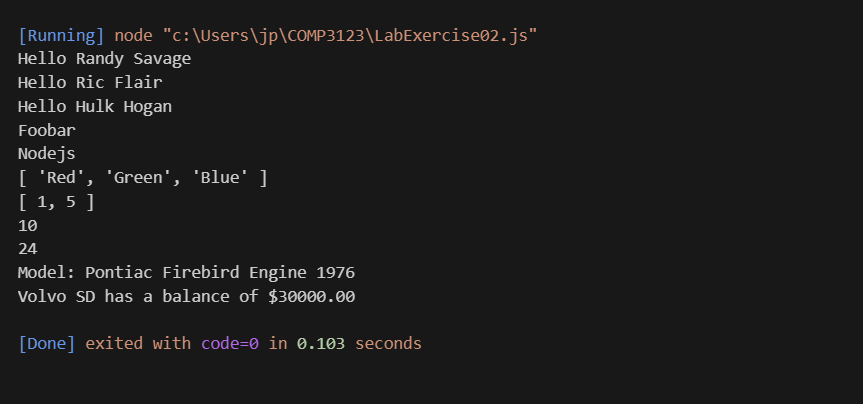 [Running] node "c:\Users\jp\COMP3123\LabExercise02.js"
Hello Randy Savage
Hello Ric Flair
Hello Hulk Hogan
Foobar
Nodejs
[ 'Red', 'Green', 'Blue' ]
[ 1, 5 ]
10
24
Model: Pontiac Firebird Engine 1976
Volvo SD has a balance of $30000.00
[Done] exited with code=0 in 0.103 seconds